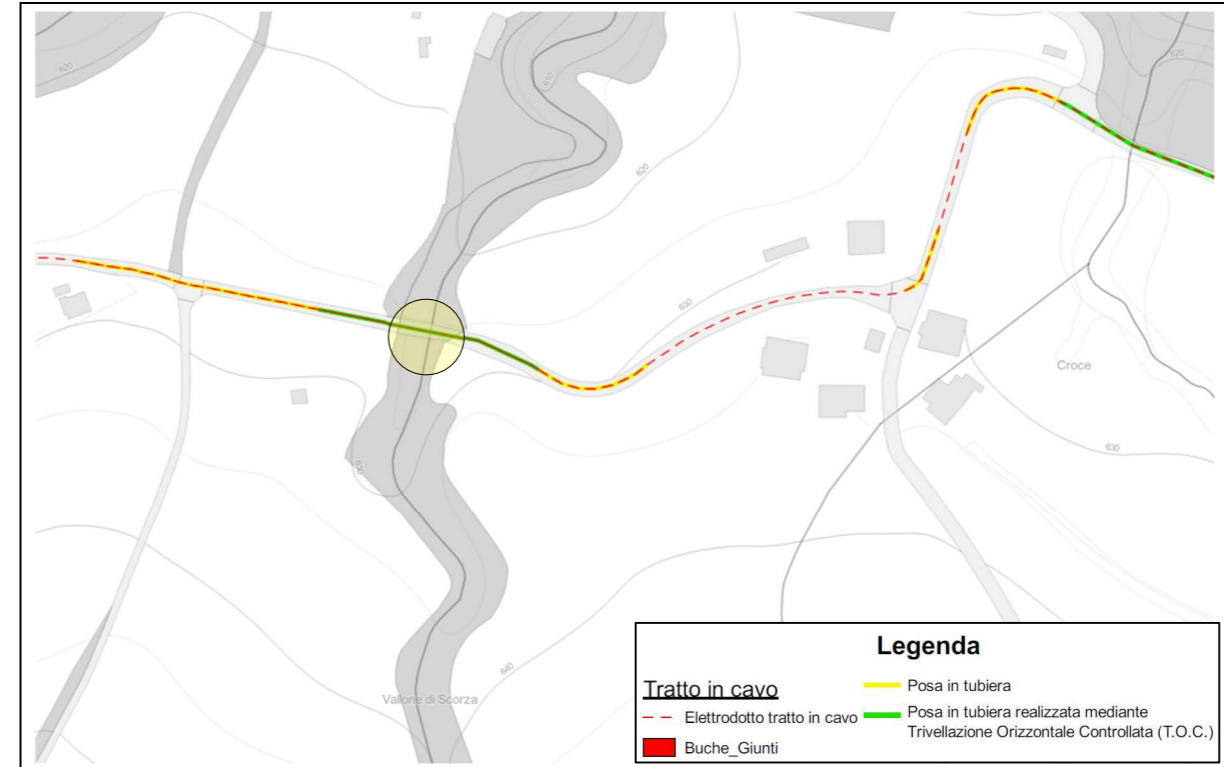 620
610
620
620
630
Croce
630
630
640
Vallone di Scorza
Legenda
Tratto in cavo
Elettrodotto tratto in cavo
Buche_Giunti
Posa in tubiera
Posa in tubiera realizzata mediante
Trivellazione Orizzontale Controllata (T.O.C.)